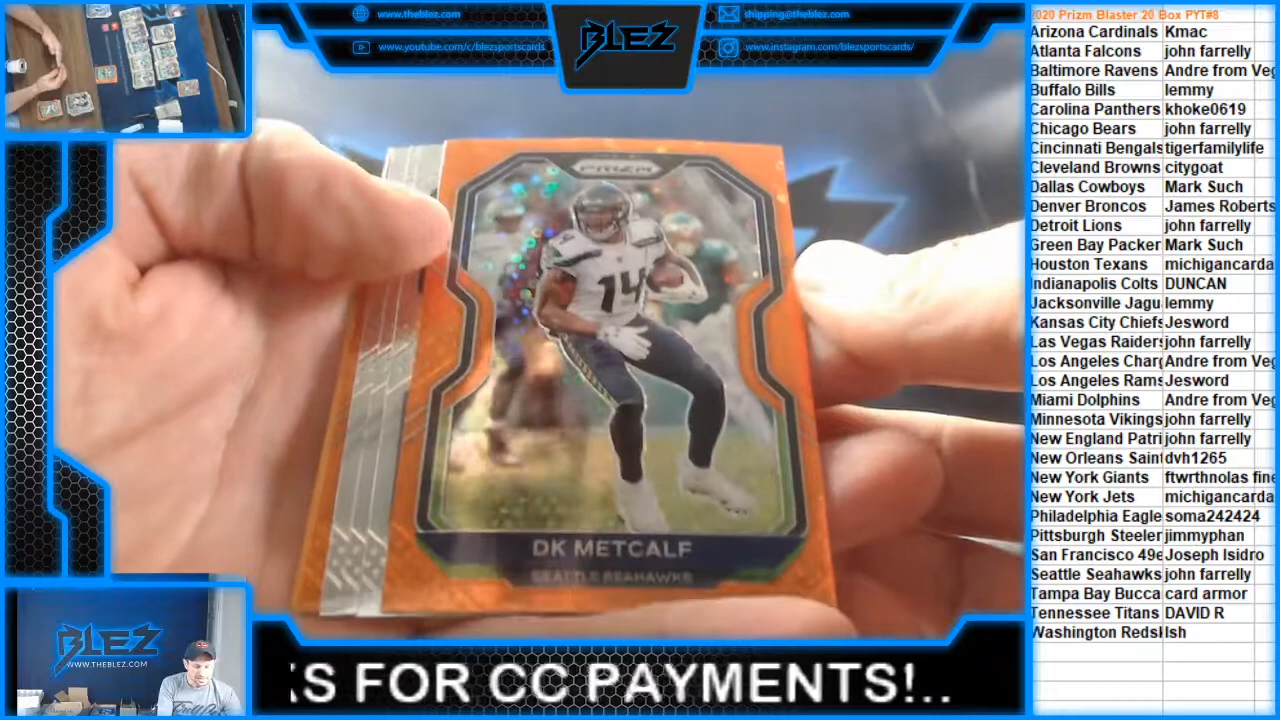 www.theblez.com
www.youtube.com/c/blezsportscards
BLEZ
shipping@theblez.com
www.instagram.com/blezsportscards/
PRIZM
14
DK METCALF
SEATTLE SEAHAWKS
BLEZ
WWW.THEBLEZ.COM
KS FOR CC PAYMENTS!..
2020 Prizm Blaster 20 Box PYT#8
Arizona Cardinals Kmac
Atlanta Falcons john farrelly
Baltimore Ravens Andre from Veg
Buffalo Bills lemmy
Carolina Panthers khoke0619
Chicago Bears john farrelly
Cincinnati Bengals tigerfamilylife
Cleveland Browns citygoat
Dallas Cowboys Mark Such
Denver Broncos James Roberts
Detroit Lions john farrelly
Green Bay Packer Mark Such
Houston Texans michigancarda
Indianapolis Colts DUNCAN
Jacksonville Jagu lemmy
Kansas City Chiefs Jesword
Las Vegas Raiders john farrelly
Los Angeles Charg Andre from Veg
Los Angeles Rams Jesword
Miami Dolphins Andre from Veg
Minnesota Vikings john farrelly
New England Patri john farrelly
New Orleans Saint dvh1265
New York Giants ftwrthnolas fine
New York Jets michigancarda
Philadelphia Eagle soma242424
Pittsburgh Steeler jimmyphan
San Francisco 49e Joseph Isidro
Seattle Seahawks john farrelly
Tampa Bay Bucca card armor
Tennessee Titans DAVID R
Washington Redsk Ish